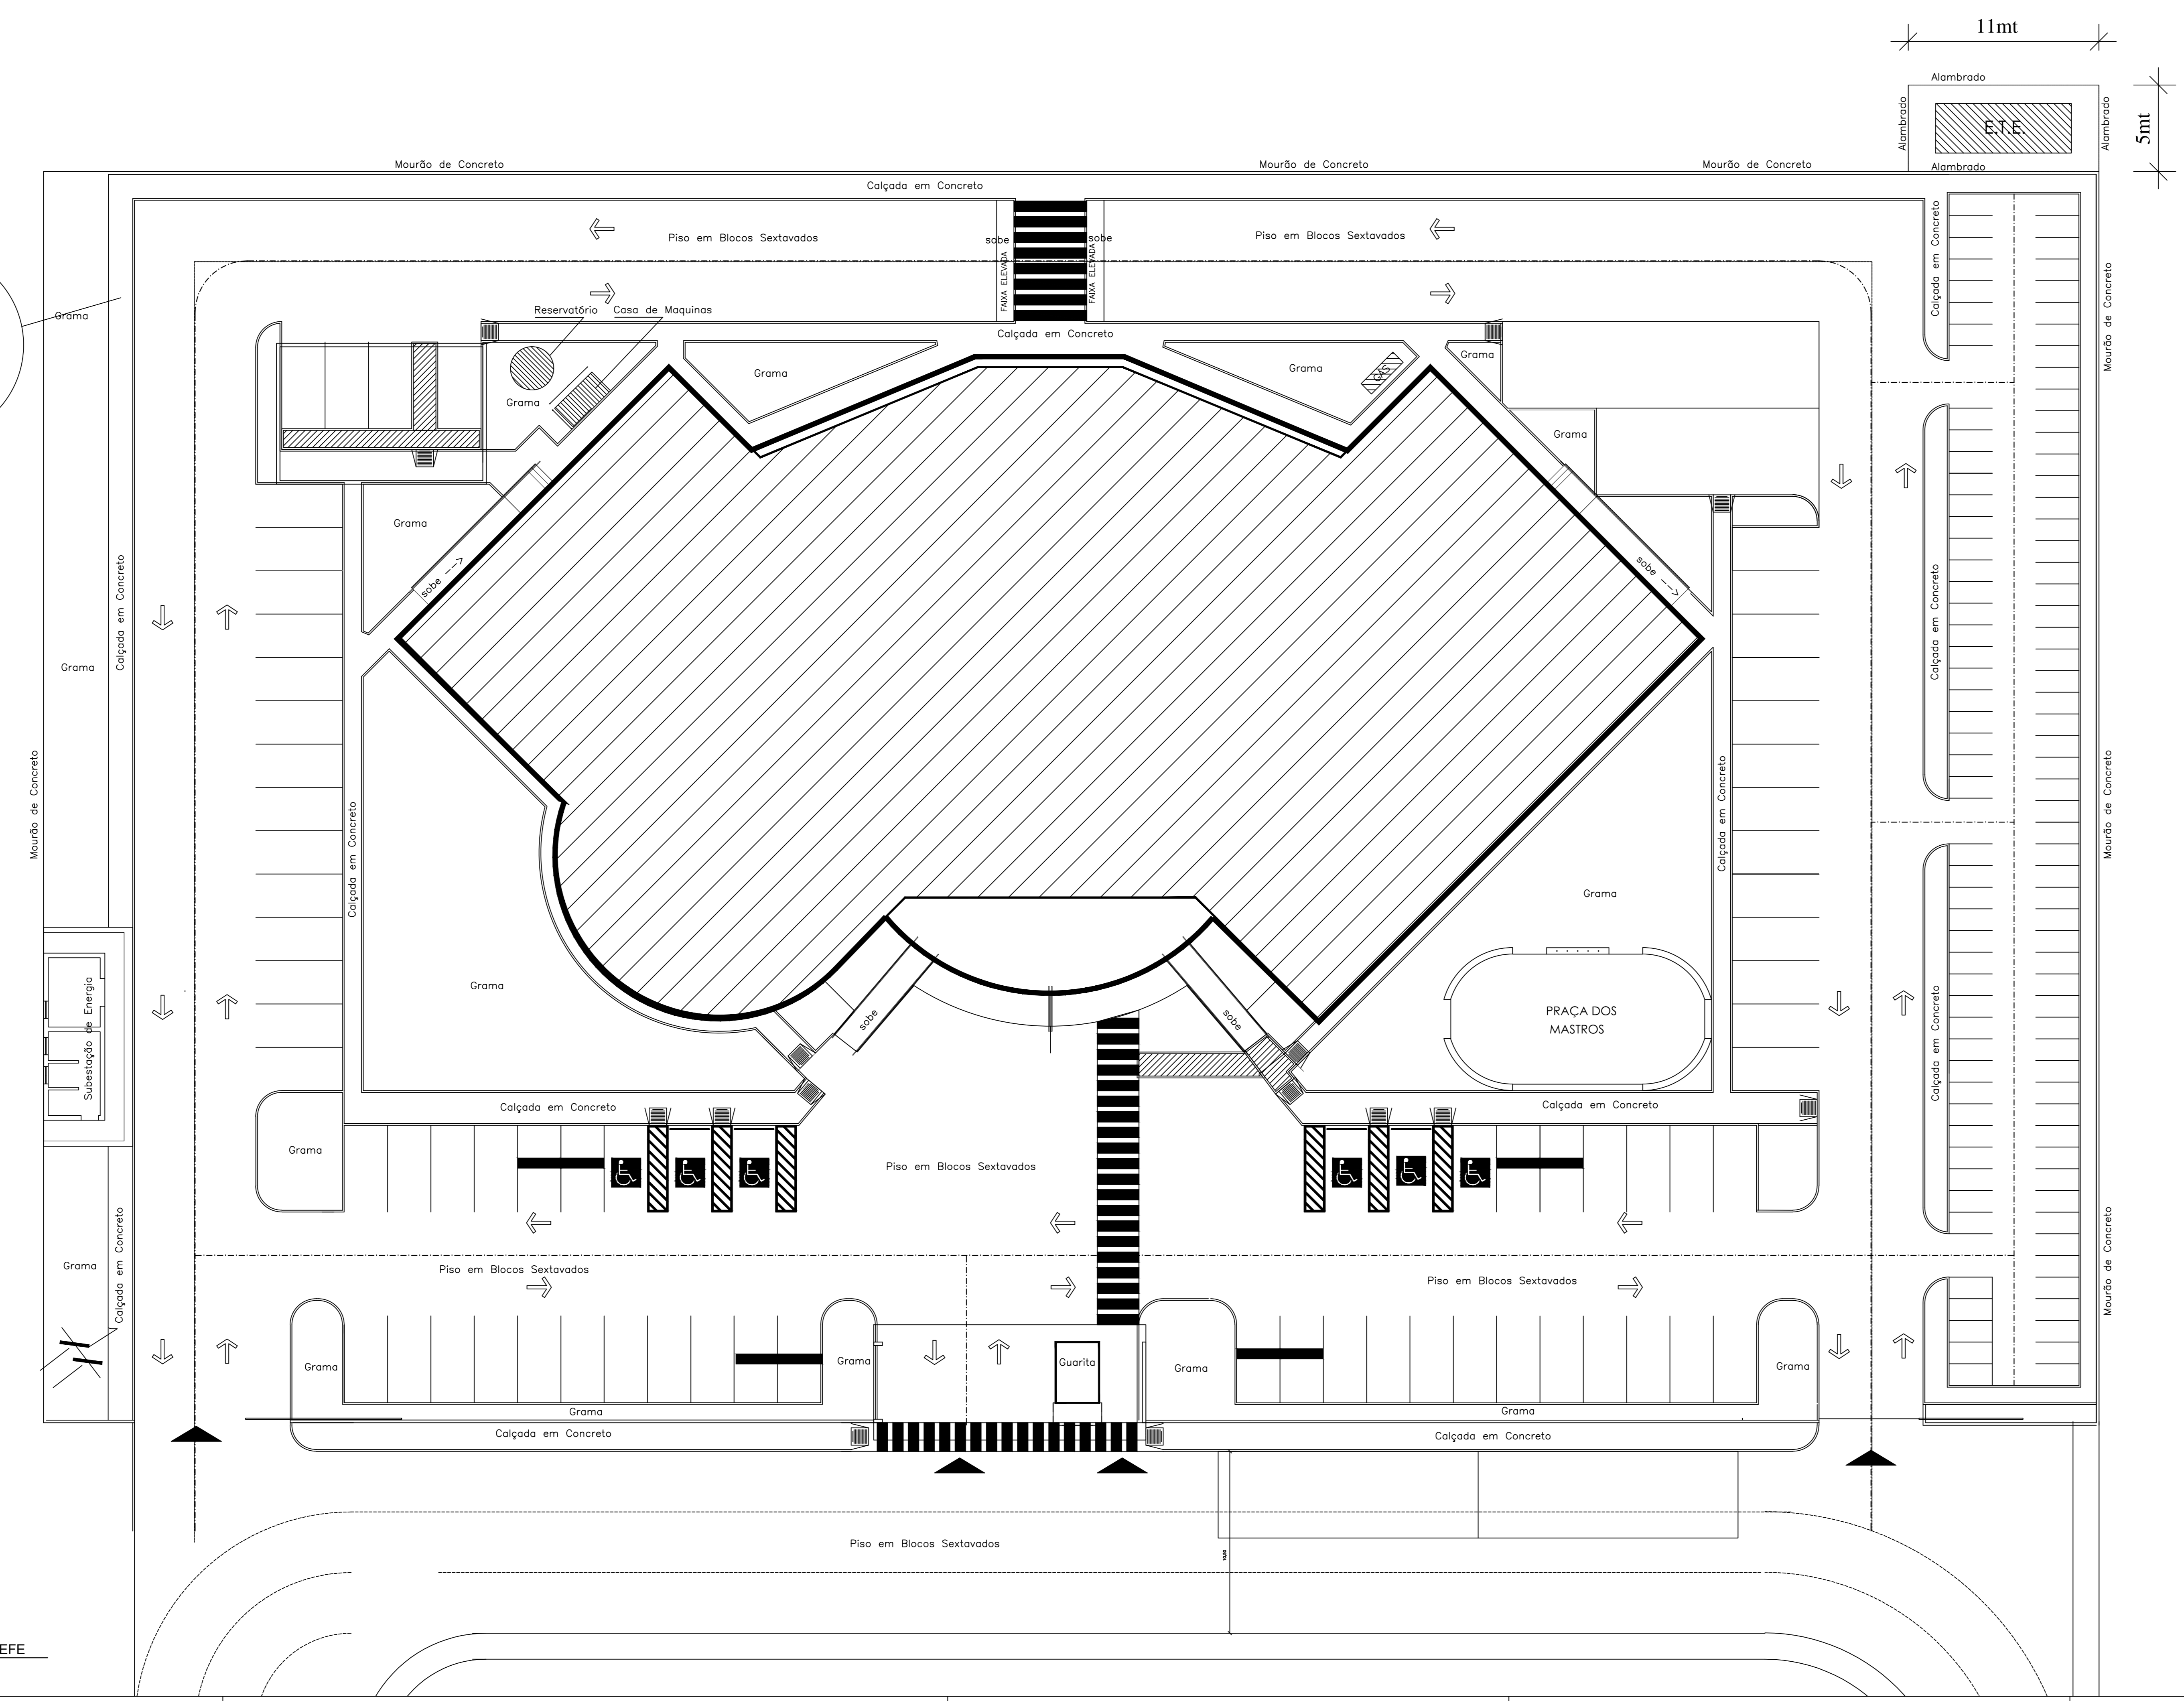 11mt
Alambrado
Alambrado
E.T.E.
Alambrado
5mt
Alambrado
Mourão de Concreto
Mourão de Concreto
Mourão de Concreto
Calçada em Concreto
Piso em Blocos Sextavados
sobe
sobe
Piso em Blocos Sextavados
FAIXA ELEVADA
FAIXA ELEVADA
Calçada em Concreto
Mourão de Concreto
Grama
Reservatório
Casa de Maquinas
Calçada em Concreto
Grama
Grama
Grama
GAS
Grama
Grama
Grama
Calçada em Concreto
sobe
sobe
Calçada em Concreto
Grama
Mourão de Concreto
Calçada em Concreto
Calçada em Concreto
Mourão de Concreto
Grama
Grama
Subestação de Energia
PRAÇA DOS
MASTROS
sobe
sobe
Calçada em Concreto
Calçada em Concreto
Calçada em Concreto
Grama
Piso em Blocos Sextavados
Grama
Calçada em Concreto
Piso em Blocos Sextavados
Piso em Blocos Sextavados
Mourão de Concreto
Grama
Grama
Guarita
Grama
Grama
Grama
Grama
Calçada em Concreto
Calçada em Concreto
Piso em Blocos Sextavados
10,50
EFE